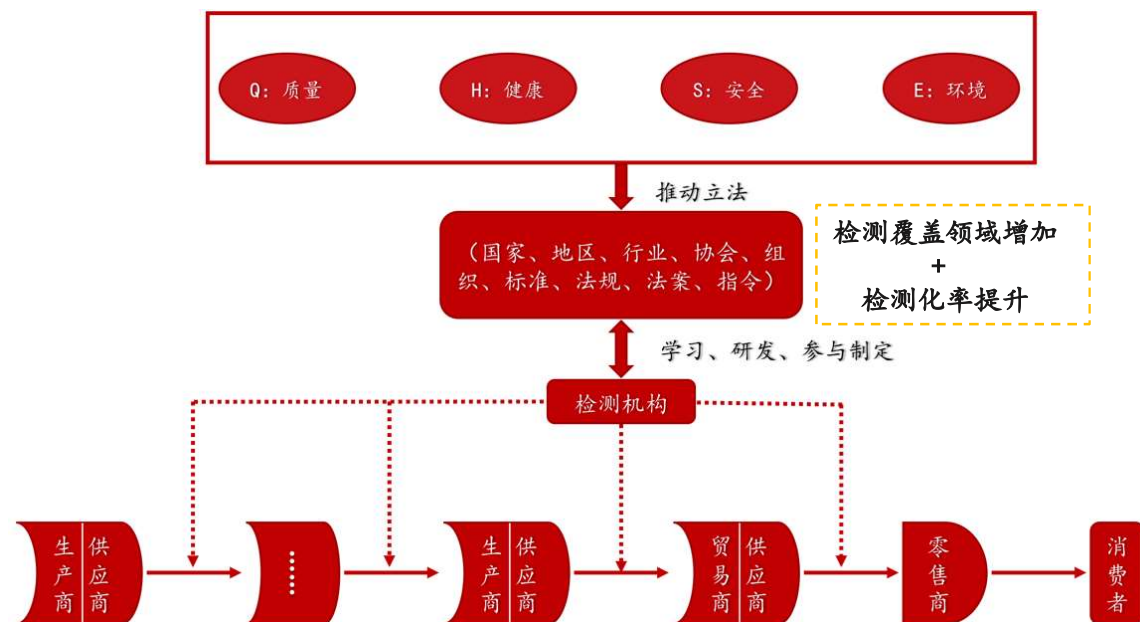 Q: 质量
H: 健康
S: 安全
E: 环境
推动立法
（国家、地区、行业、协会、组
织、标准、法规、法案、指令）
检测覆盖领域增加
+
检测化率提升
学习、研发、参与制定
检测机构
生产商
供应商
……
生产商
供应商
贸易商
供应商
零售商
消费者